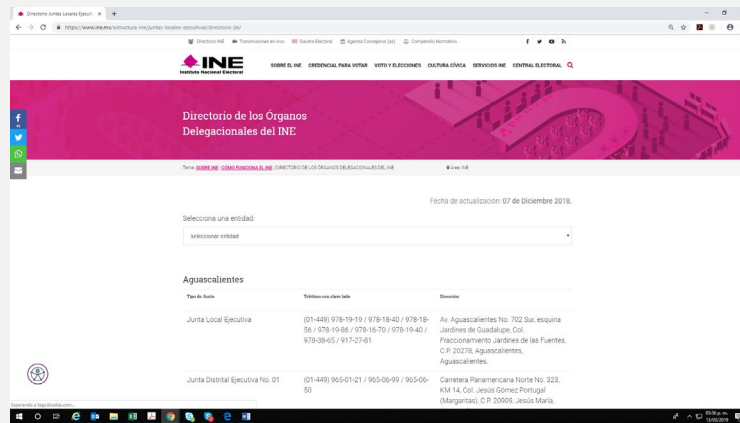 Directorio Juntas Locales Ejecuti
https://www.ine.mx/estructura-ine/juntas-locales-ejecutivas/directorio-jle/
Directorio INE Transmisiones en vivo Gaceta Electoral Agenda Consejeros (as) Compendio Normativo
INE
Instituto Nacional Electoral
SOBRE EL INE CREDENCIAL PARA VOTAR VOTO Y ELECCIONES CULTURA CÍVICA SERVICIOS INE CENTRAL ELECTORAL
Directorio de los Órganos
Delegacionales del INE
Tema: SOBRE INE | CÓMO FUNCIONA EL INE | DIRECTORIO DE LOS ÓRGANOS DELEGACIONALES DEL INE Área: INE
Fecha de actualización: 07 de Diciembre 2018.
Selecciona una entidad:
seleccionar entidad
Aguascalientes
Tipo de Junta Teléfono con clave lada Dirección
Junta Local Ejecutiva (01-449) 978-19-19 / 978-18-40 / 978-18- Av. Aguascalientes No. 702 Sur, esquina
56 / 978-19-86 / 978-16-70 / 978-19-40 / Jardines de Guadalupe, Col.
978-38-65 / 917-27-81 Fraccionamiento Jardines de las Fuentes,
C.P. 20278, Aguascalientes,
Aguascalientes.
Junta Distrital Ejecutiva No. 01 (01-449) 965-01-21 / 965-06-99 / 965-06- Carretera Panamericana Norte No. 323,
50 KM 14, Col. Jesús Gómez Portugal
(Margaritas), C.P. 20909, Jesús María,
05:56 p. m.